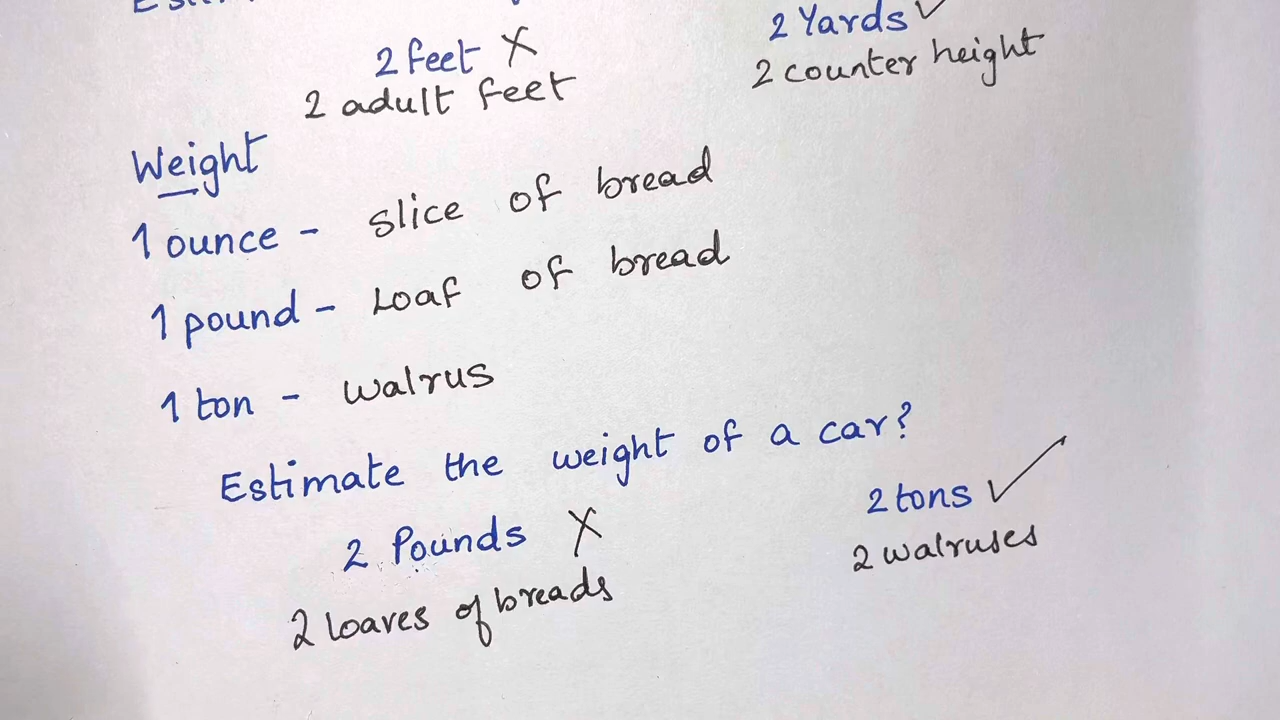 2 feet X
2 adult feet
2 Yards ✓
2 counter height
Weight
1 ounce - slice of bread
1 pound - Loaf of bread
1 ton - walrus
Estimate the weight of a car?
2 Pounds X
2 loaves of breads
2 tons ✓
2 walruses